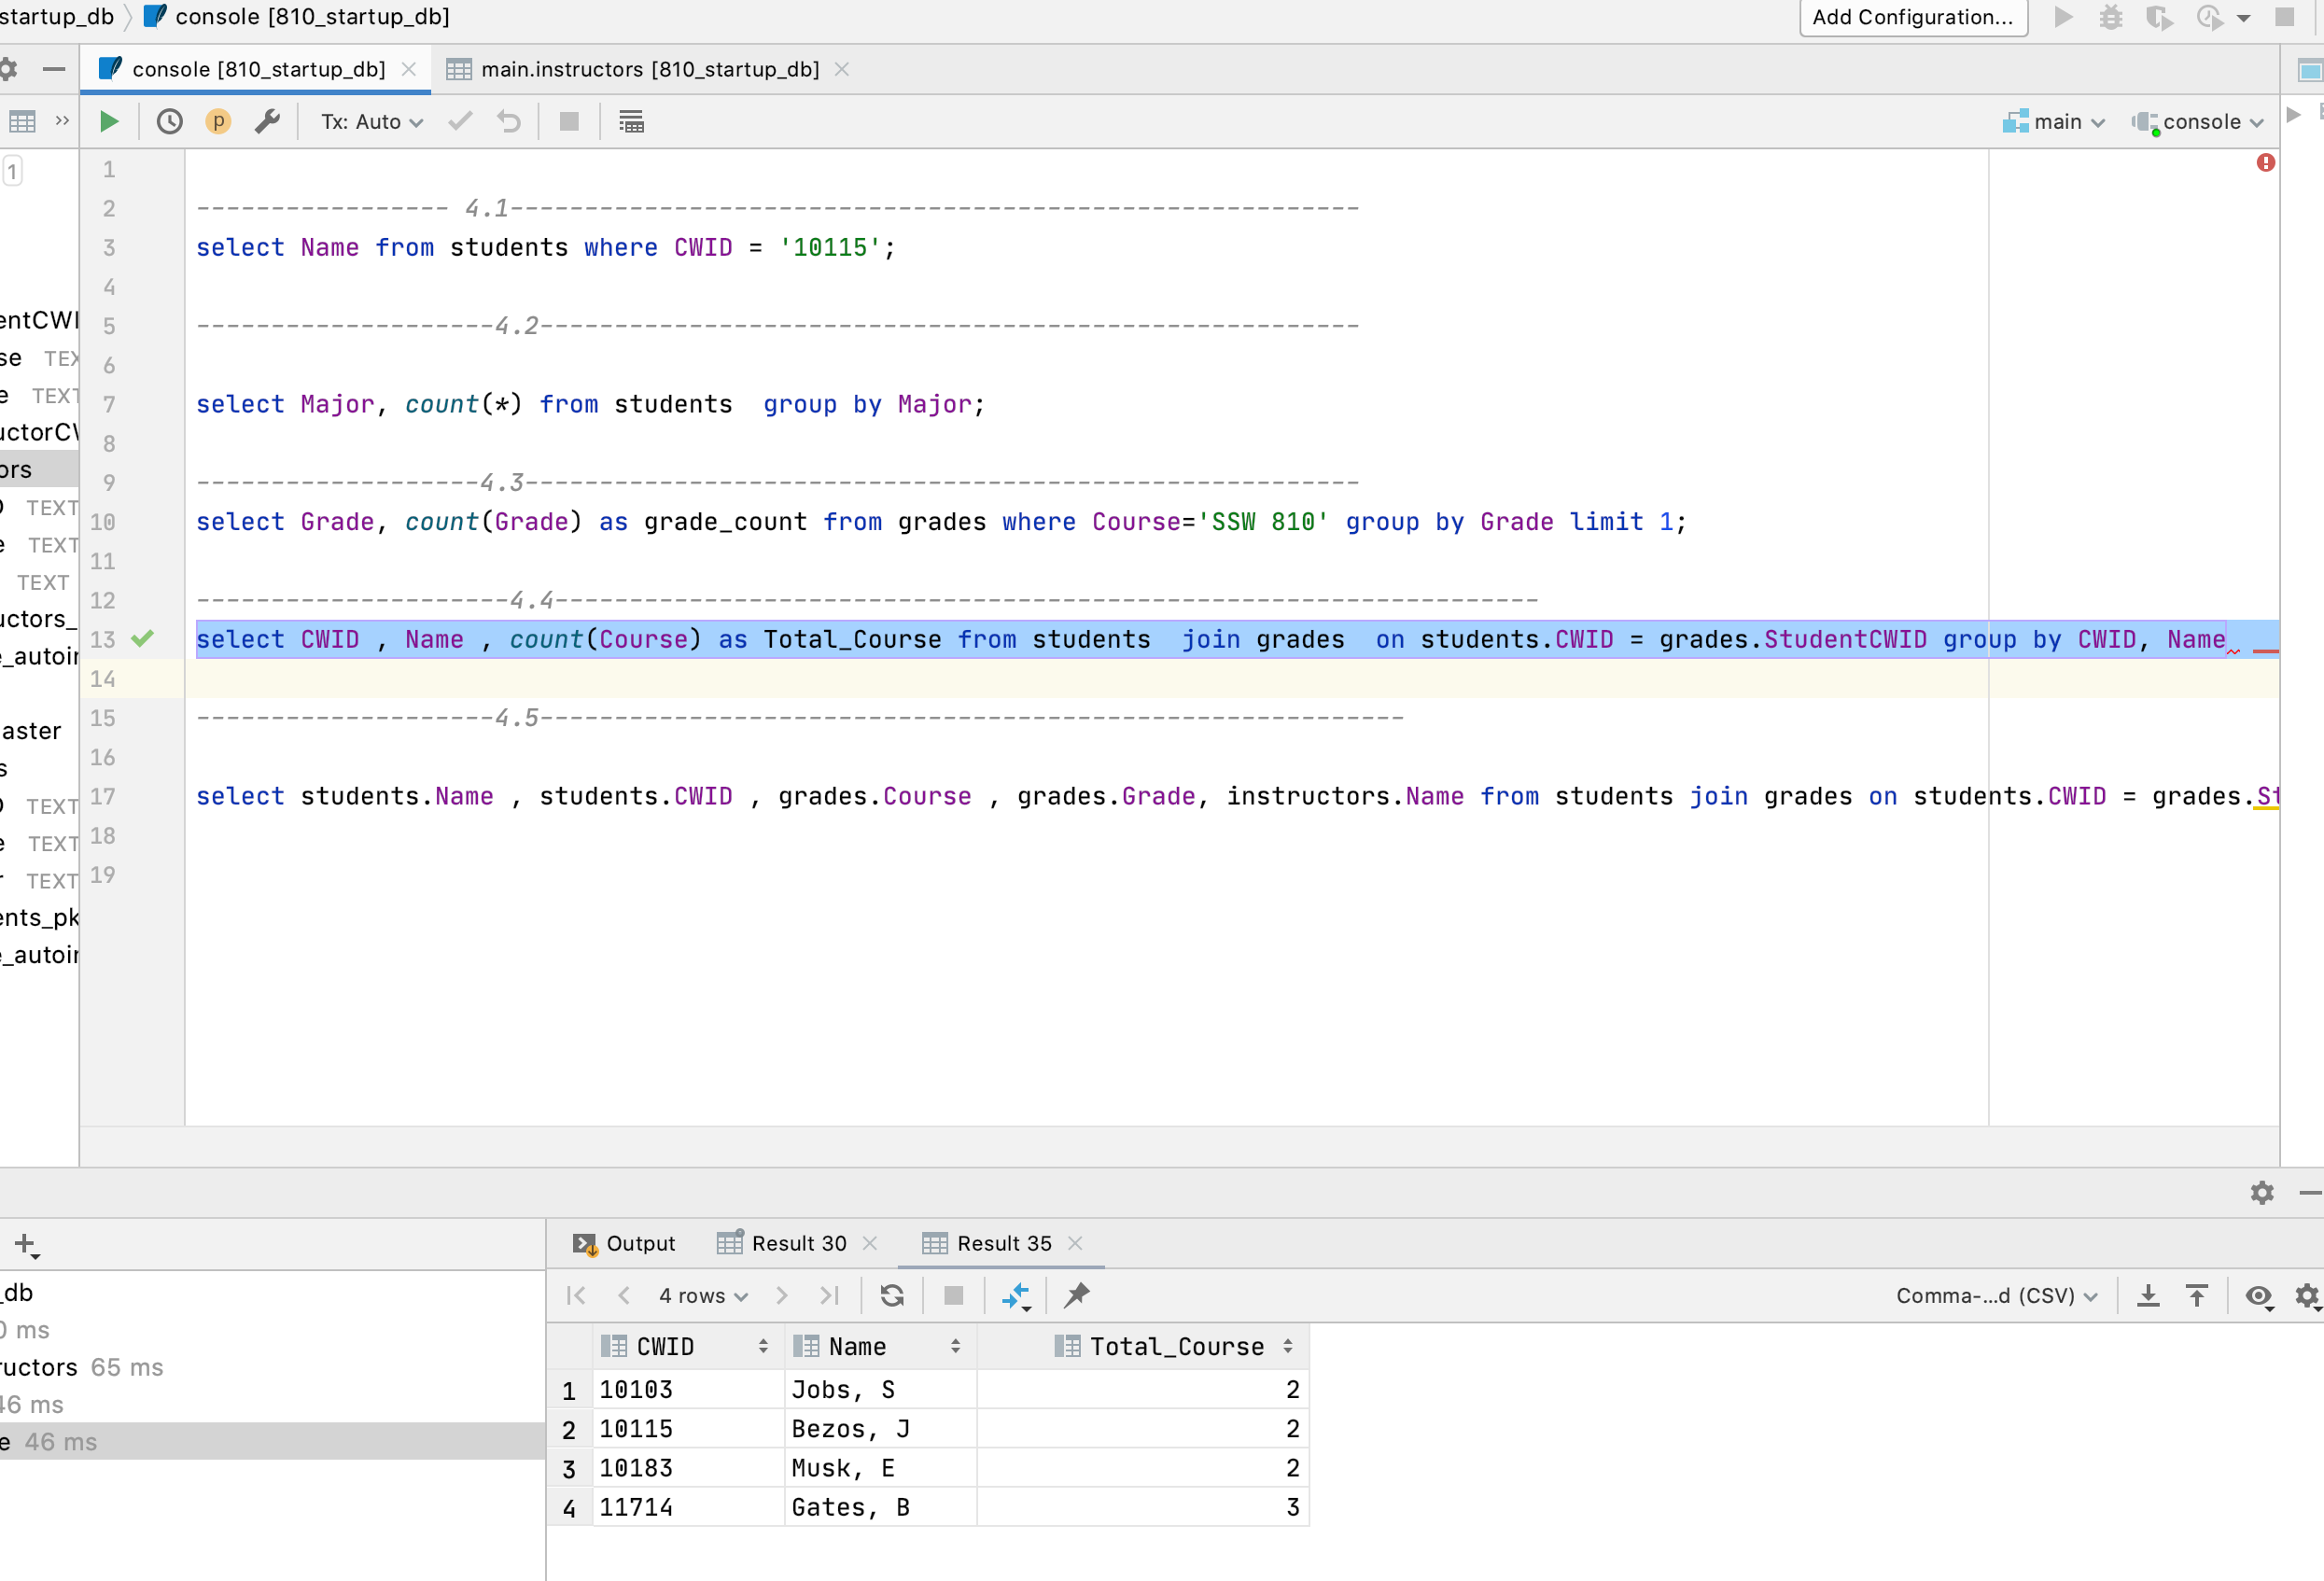 startup_db console [810_startup_db] Add Configuration...
console [810_startup_db] main.instructors [810_startup_db]
Tx: Auto main console
1
2 ----------------- 4.1---------------------------------------------------------
3 select Name from students where CWID = '10115';
4
5 --------------------4.2-------------------------------------------------------
6
7 select Major, count(*) from students  group by Major;
8
9 -------------------4.3--------------------------------------------------------
10 select Grade, count(Grade) as grade_count from grades where Course='SSW 810' group by Grade limit 1;
11
12 ---------------------4.4------------------------------------------------------------------
13 select CWID , Name , count(Course) as Total_Course from students  join grades  on students.CWID = grades.StudentCWID group by CWID, Name
14
15 --------------------4.5----------------------------------------------------------
16
17 select students.Name , students.CWID , grades.Course , grades.Grade, instructors.Name from students join grades on students.CWID = grades.St
18
19
1
entCWI
se TEX
e TEXT
uctorCW
ors
TEXT
e TEXT
TEXT
uctors_
e_autoin
aster
s
TEXT
e TEXT
r TEXT
ents_pk
e_autoin
_db
0 ms
ructors 65 ms
46 ms
e 46 ms
Output Result 30 Result 35
4 rows Comma-...d (CSV)
CWID Name Total_Course
1 10103 Jobs, S 2
2 10115 Bezos, J 2
3 10183 Musk, E 2
4 11714 Gates, B 3